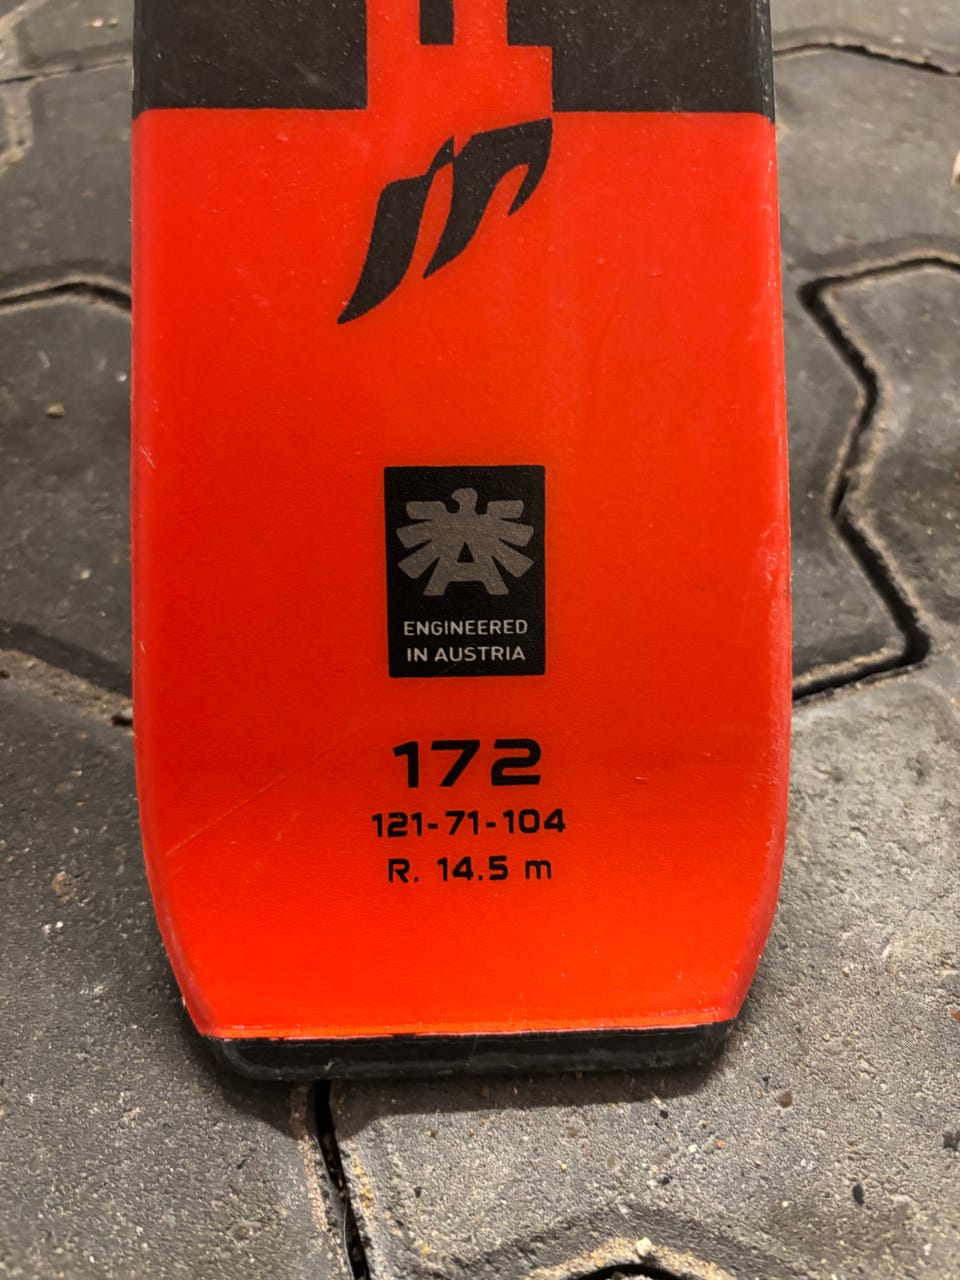 ENGINEERED
IN AUSTRIA
172
121-71-104
R. 14.5 m